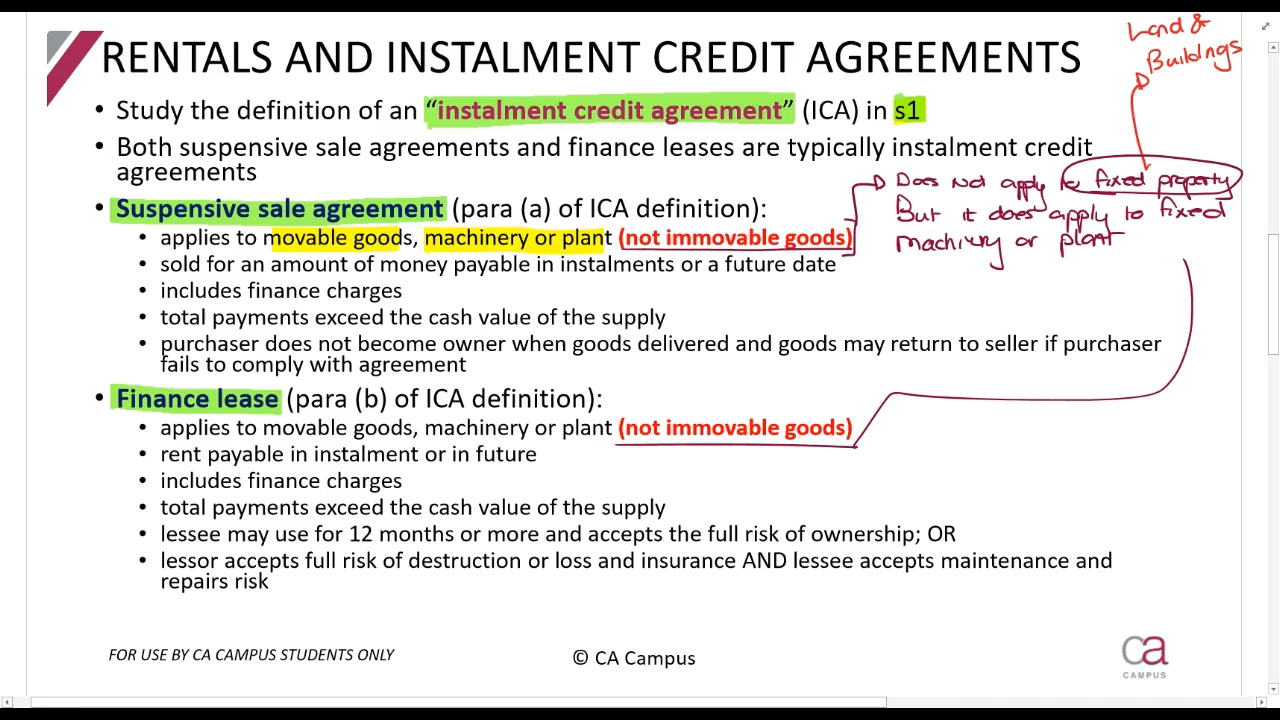 RENTALS AND INSTALMENT CREDIT AGREEMENTS
Land &
Buildings
• Study the definition of an “instalment credit agreement” (ICA) in s1
• Both suspensive sale agreements and finance leases are typically instalment credit
agreements
Does not apply to fixed property
But it does apply to fixed
machinery or plant
• Suspensive sale agreement (para (a) of ICA definition):
• applies to movable goods, machinery or plant (not immovable goods)
• sold for an amount of money payable in instalments or a future date
• includes finance charges
• total payments exceed the cash value of the supply
• purchaser does not become owner when goods delivered and goods may return to seller if purchaser
fails to comply with agreement
• Finance lease (para (b) of ICA definition):
• applies to movable goods, machinery or plant (not immovable goods)
• rent payable in instalment or in future
• includes finance charges
• total payments exceed the cash value of the supply
• lessee may use for 12 months or more and accepts the full risk of ownership; OR
• lessor accepts full risk of destruction or loss and insurance AND lessee accepts maintenance and
repairs risk
FOR USE BY CA CAMPUS STUDENTS ONLY
© CA Campus
ca
CAMPUS